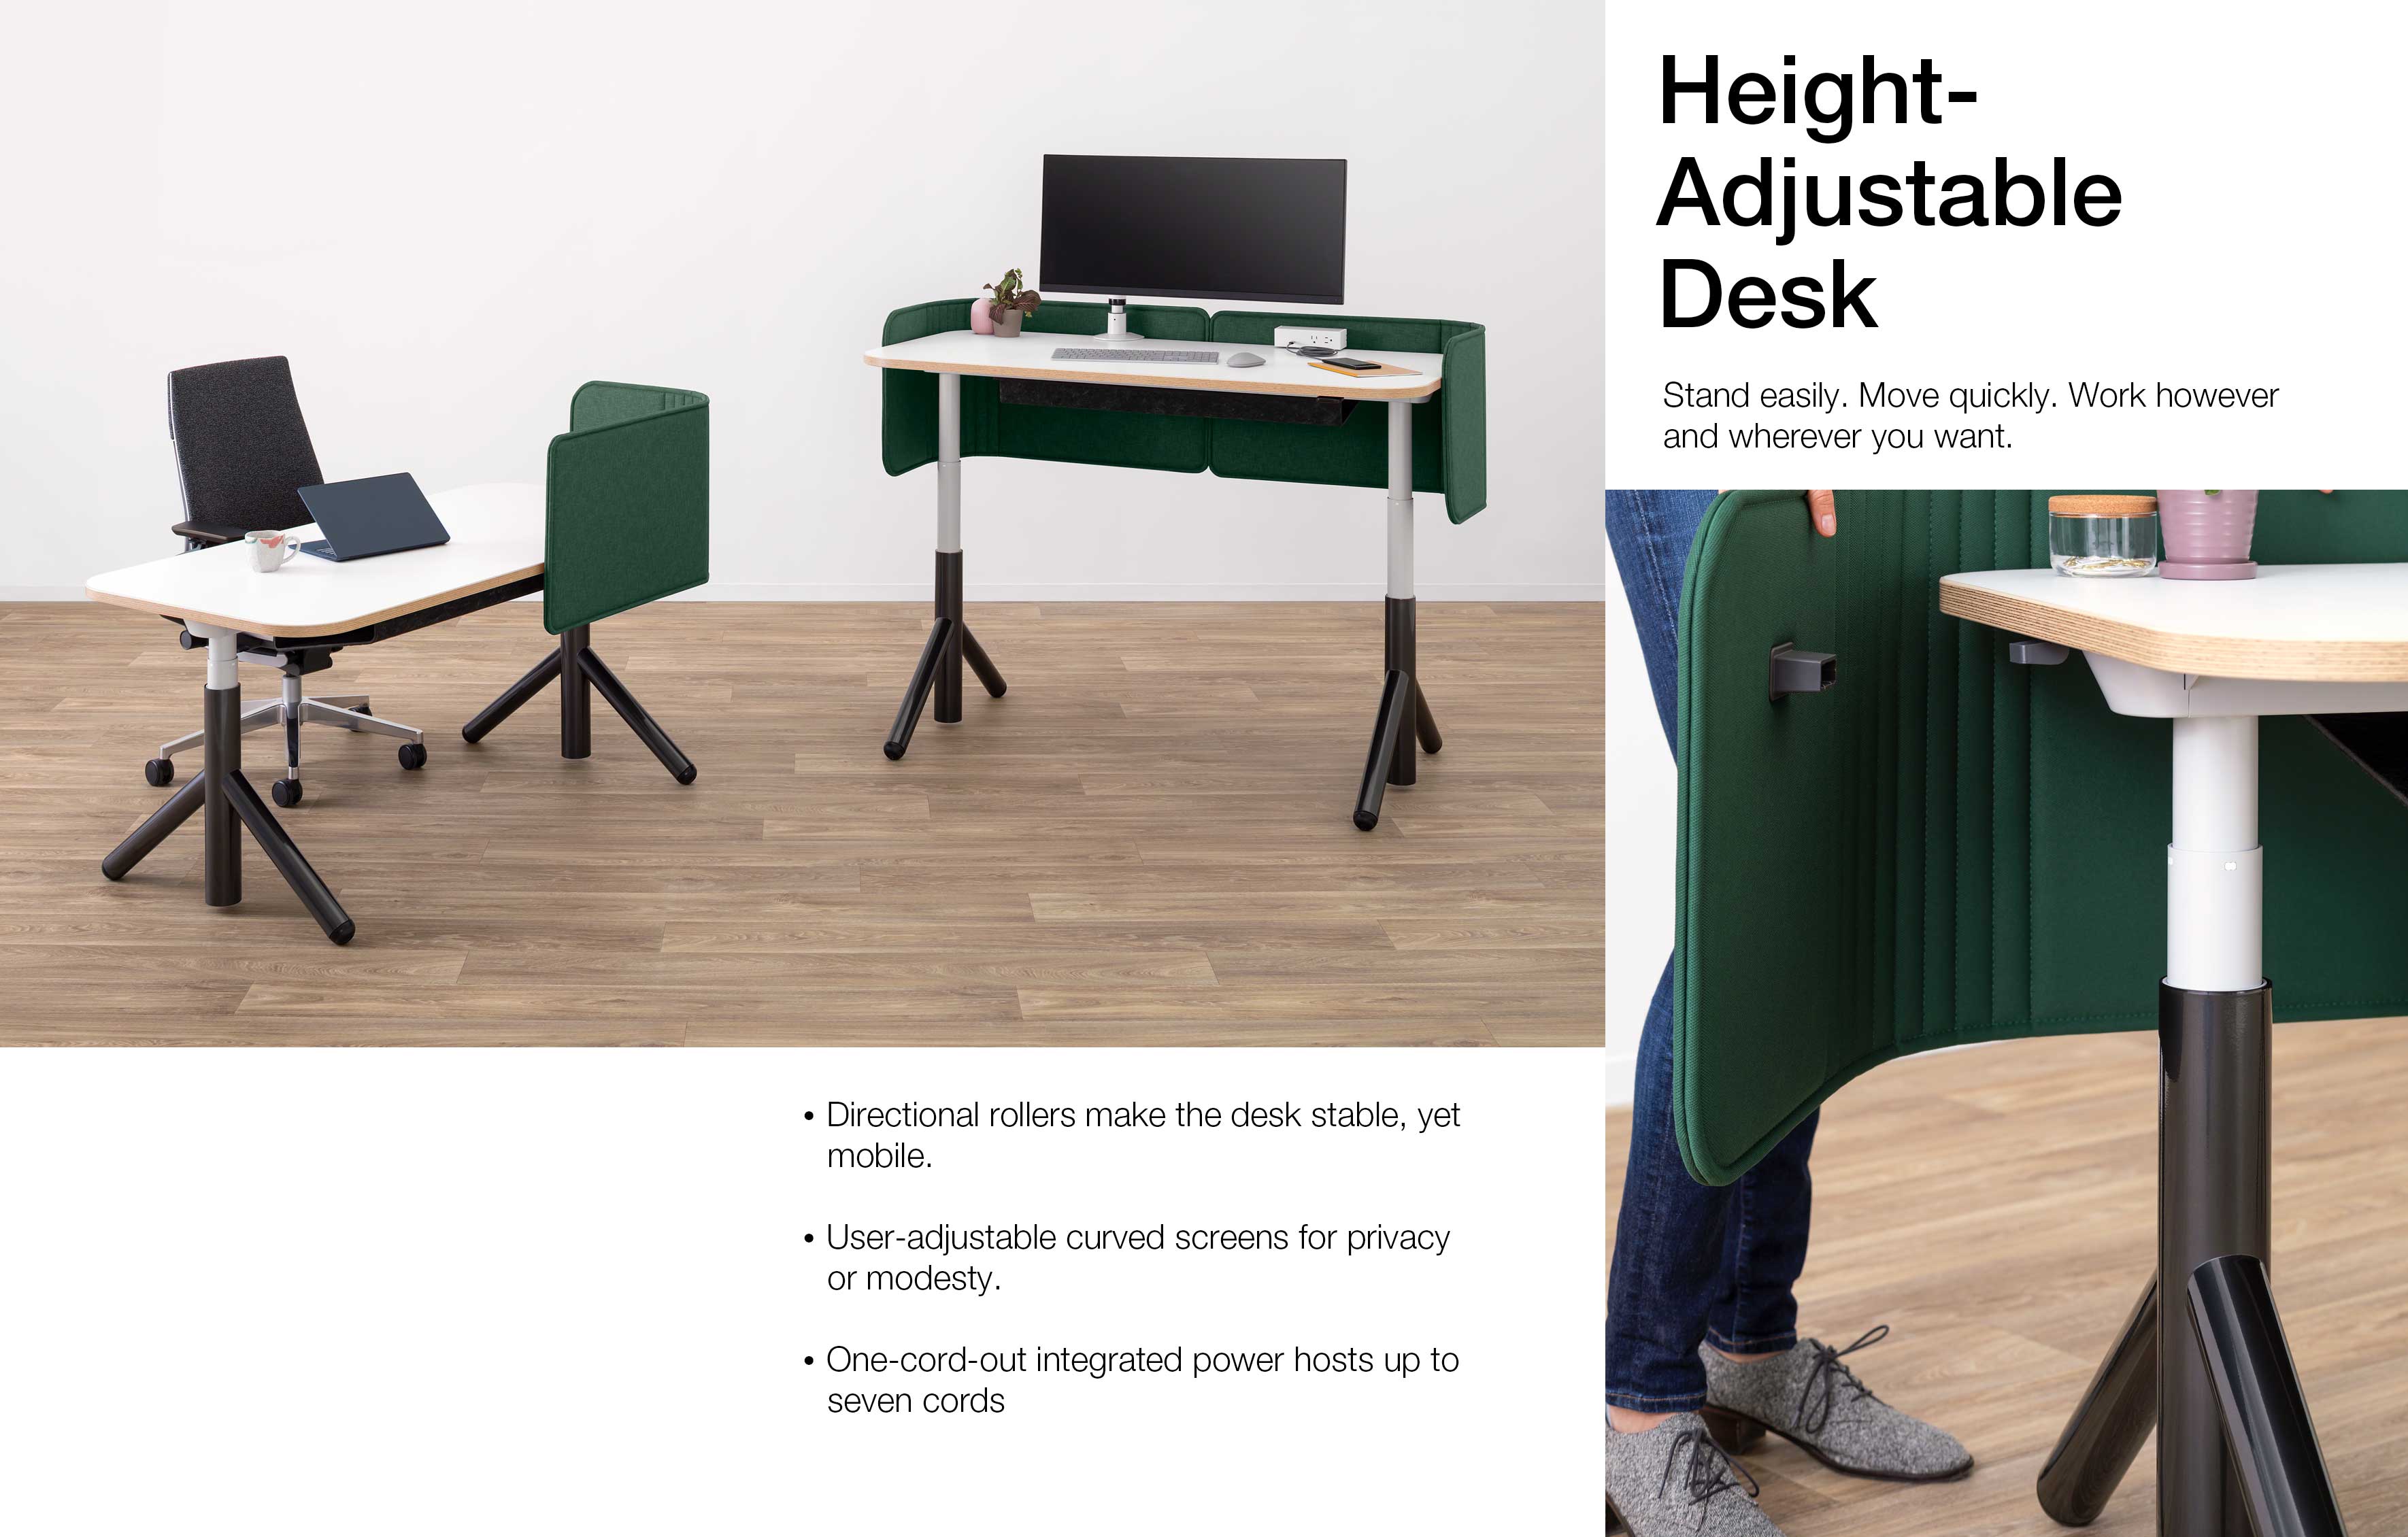 Height-
Adjustable
Desk
Stand easily. Move quickly. Work however
and wherever you want.
• Directional rollers make the desk stable, yet
mobile.
• User-adjustable curved screens for privacy
or modesty.
• One-cord-out integrated power hosts up to
seven cords